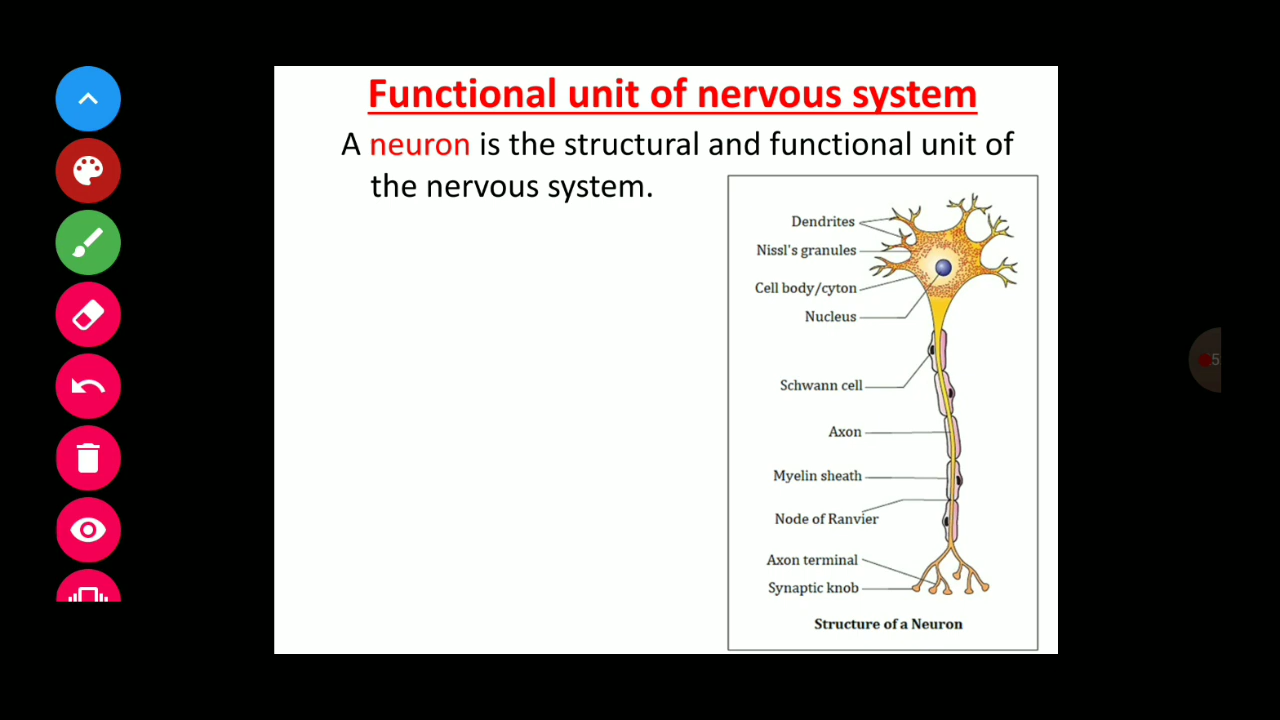 Functional unit of nervous system
A neuron is the structural and functional unit of
the nervous system.
Dendrites
Nissl's granules
Cell body/cyton
Nucleus
Schwann cell
Axon
Myelin sheath
Node of Ranvier
Axon terminal
Synaptic knob
Structure of a Neuron